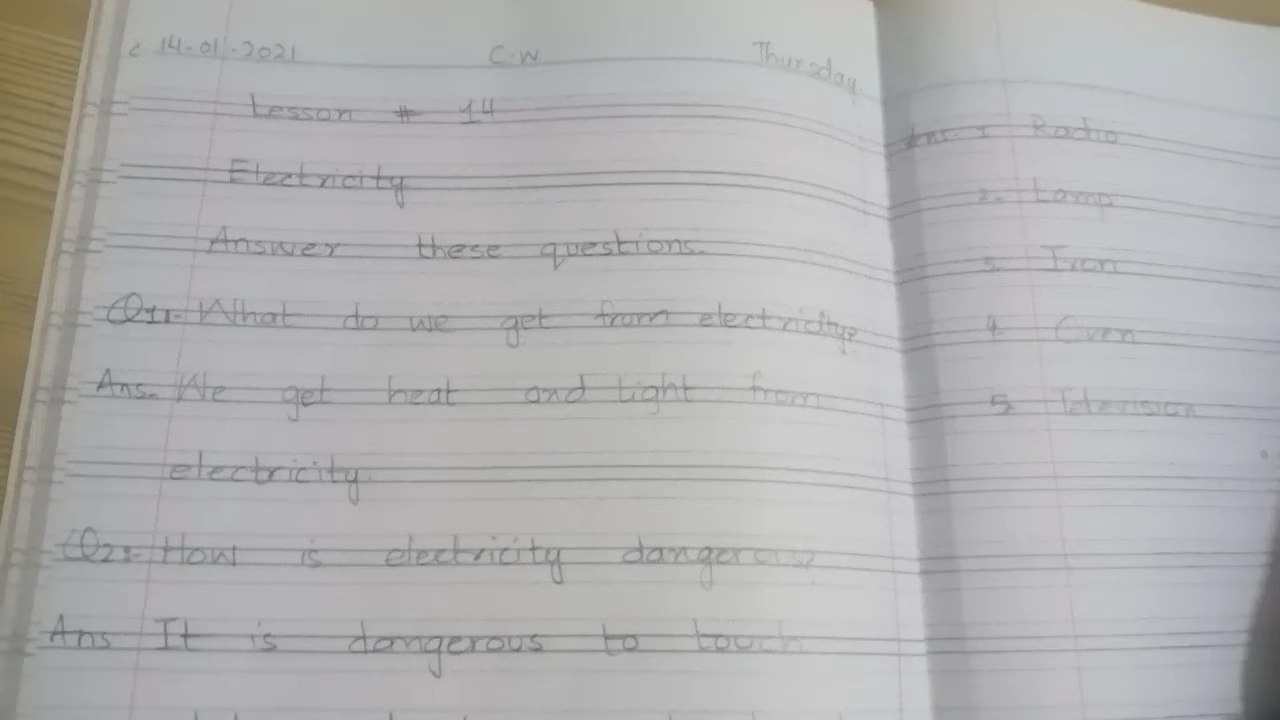 14-01-2021 C.W Thursday
Lesson # 14
Electricity
Answer these questions.
Q1:- What do we get from electricity?
Ans. We get heat and light from
electricity.
Q2:- How is electricity dangerous?
Ans It is dangerous to touch
Ans. 1. Radio
2. Lamp
3. Iron
4. Oven
5. Television